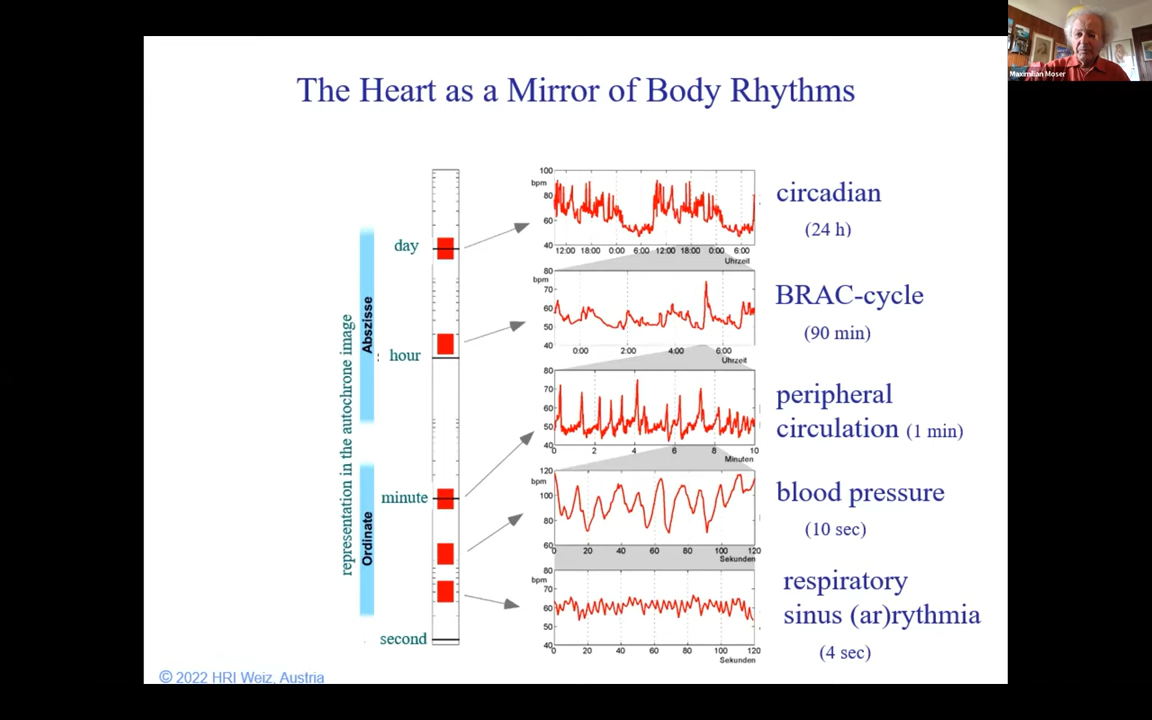 Maximilian Moser
The Heart as a Mirror of Body Rhythms
representation in the autochrone image
Abszisse
Ordinate
day
hour
minute
second
100
bpm
80
60
40
12:00 18:00 0:00 6:00 12:00 18:00 0:00 6:00
Uhrzeit
circadian
(24 h)
80
bpm
70
60
50
40
0:00 2:00 4:00 6:00
Uhrzeit
BRAC-cycle
(90 min)
80
bpm
70
60
50
40
0 2 4 6 8 10
Minuten
peripheral
circulation (1 min)
120
bpm
100
80
60
0 20 40 60 80 100 120
Sekunden
blood pressure
(10 sec)
80
bpm
70
60
50
40
0 20 40 60 80 100 120
Sekunden
respiratory
sinus (ar)rythmia
(4 sec)
© 2022 HRI Weiz, Austria